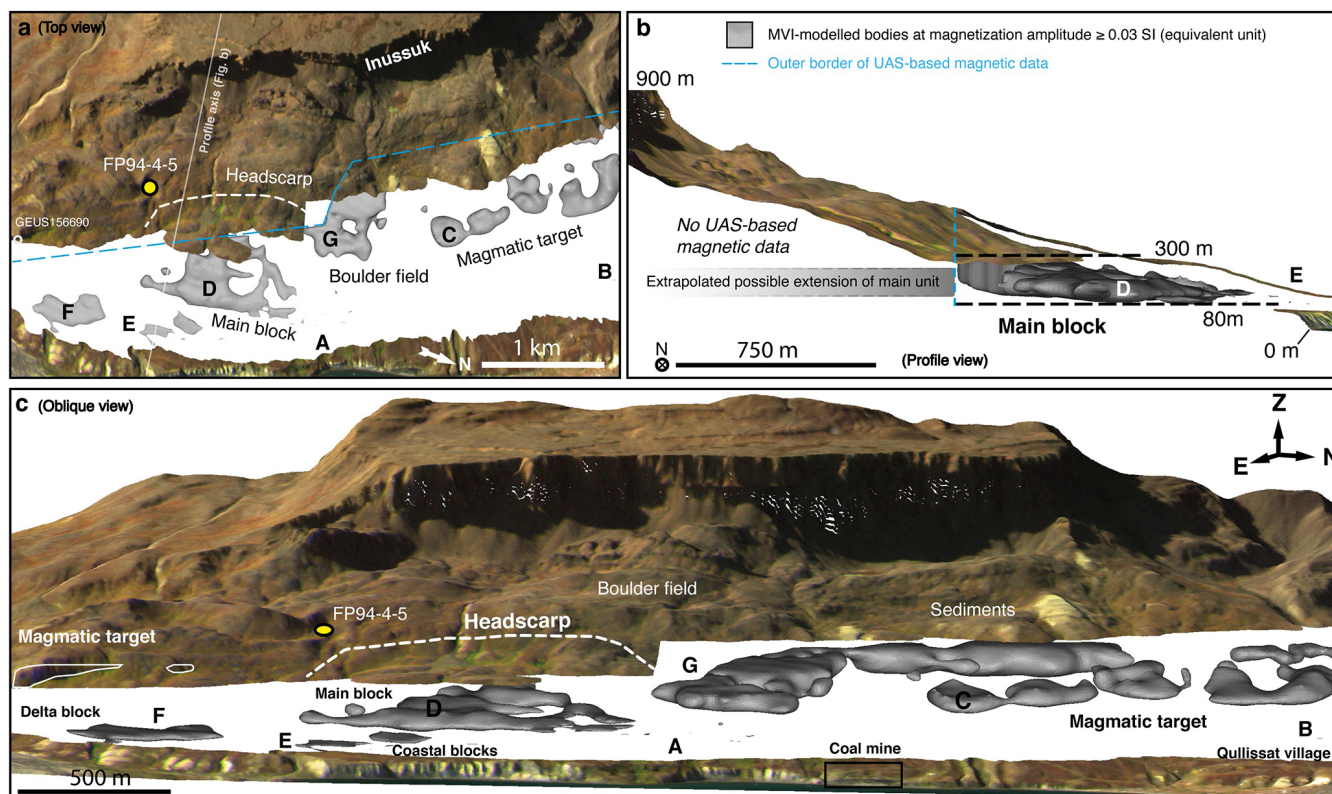 a (Top view)
Inussuk
Profile axis (Fig. b)
FP94-4-5
Headscarp
GEUS156690
G
C
Magmatic target
Boulder field
B
D
F
E
Main block
A
N
1 km
b
MVI-modelled bodies at magnetization amplitude ≥ 0.03 SI (equivalent unit)
Outer border of UAS-based magnetic data
900 m
No UAS-based
magnetic data
300 m
E
Extrapolated possible extension of main unit
D
Main block
80m
0 m
N
750 m
(Profile view)
c (Oblique view)
Z
E
N
Boulder field
FP94-4-5
Headscarp
Sediments
Magmatic target
G
Main block
D
C
Delta block
F
Magmatic target
B
E
Coastal blocks
A
Coal mine
Qullissat village
500 m